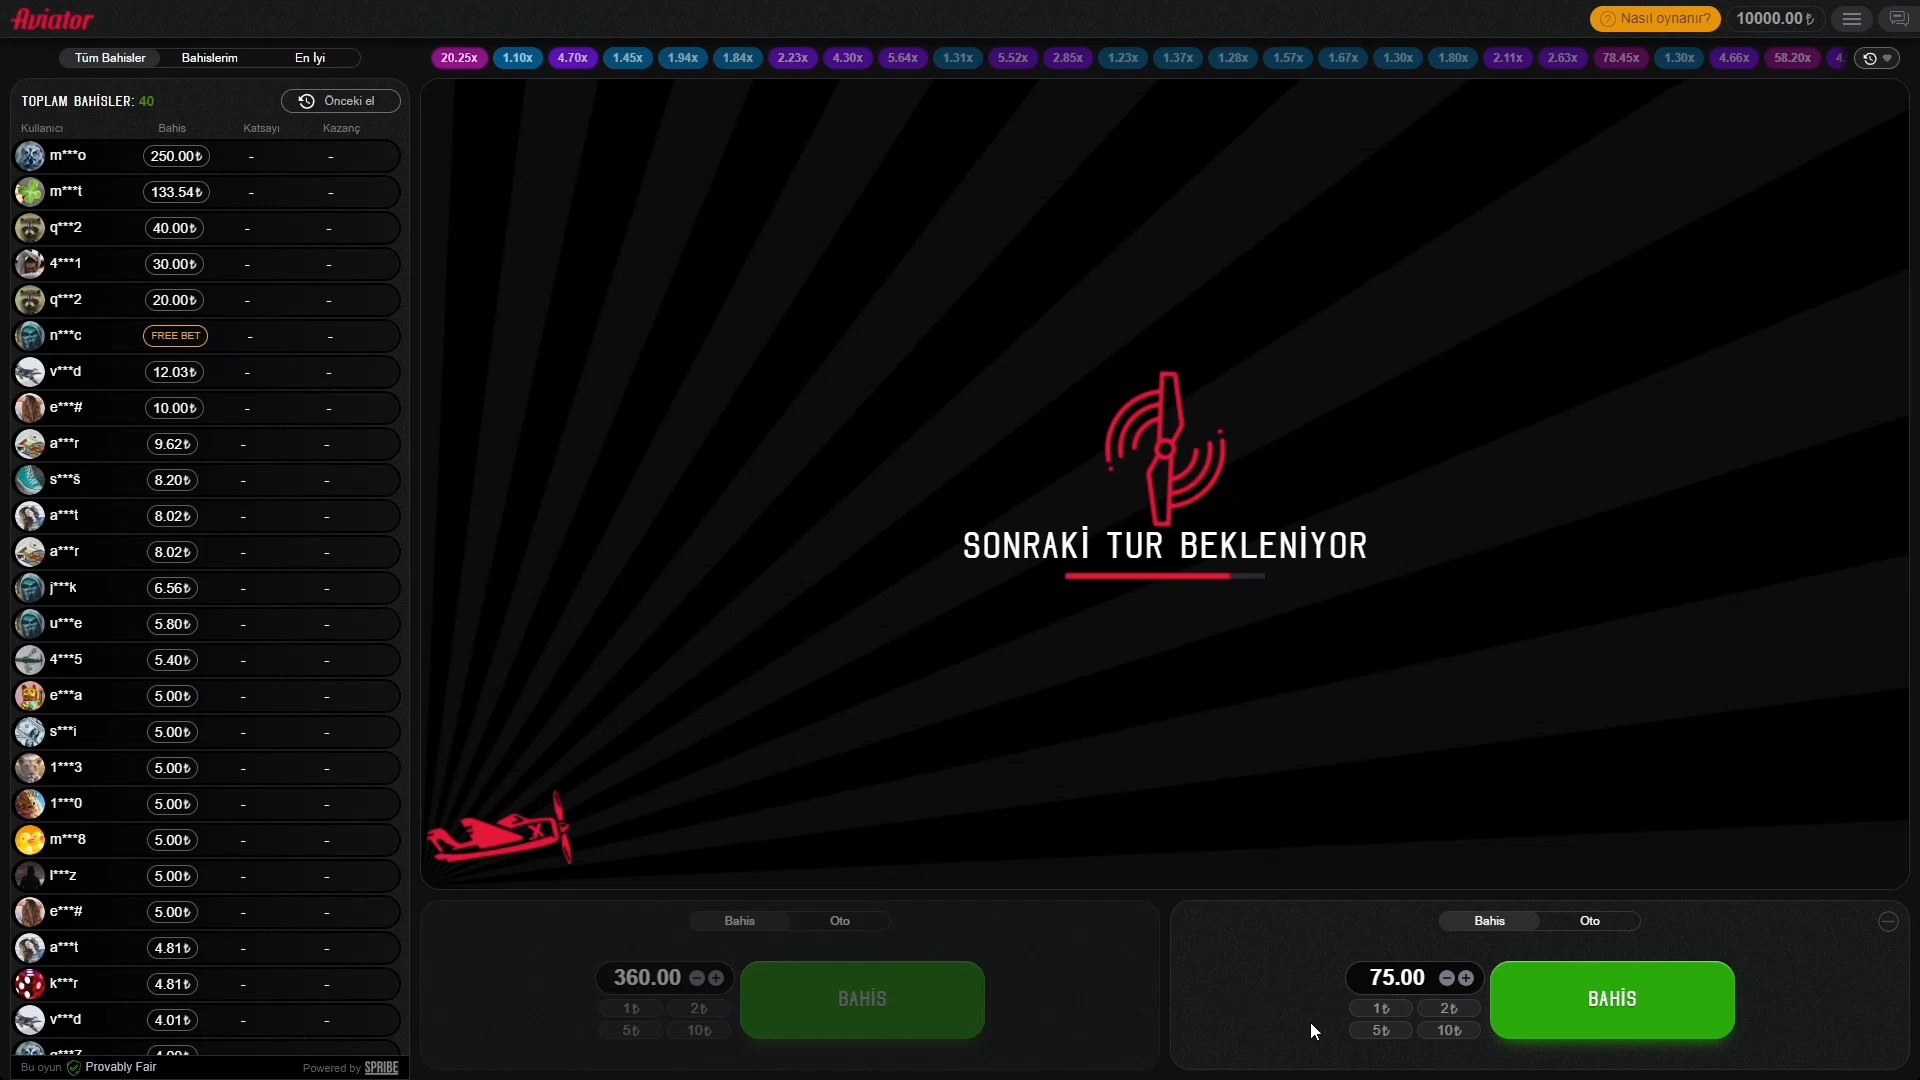 Aviator
Nasıl oynanır?
10000.00₺
Tüm Bahisler
Bahislerim
En İyi
20.25x 1.10x 4.70x 1.45x 1.94x 1.84x 2.23x 4.30x 5.64x 1.31x 5.52x 2.85x 1.23x 1.37x 1.28x 1.57x 1.67x 1.30x 1.80x 2.11x 2.63x 78.45x 1.30x 4.66x 58.20x
TOPLAM BAHİSLER: 40
Önceki el
Kullanıcı Bahis Katsayı Kazanç
m***o 250.00₺ - -
m***t 133.54₺ - -
q***2 40.00₺ - -
4***1 30.00₺ - -
q***2 20.00₺ - -
n***c FREE BET - -
v***d 12.03₺ - -
e***# 10.00₺ - -
a***r 9.62₺ - -
s***š 8.20₺ - -
a***t 8.02₺ - -
a***r 8.02₺ - -
j***k 6.56₺ - -
u***e 5.80₺ - -
4***5 5.40₺ - -
e***a 5.00₺ - -
s***i 5.00₺ - -
1***3 5.00₺ - -
1***0 5.00₺ - -
m***8 5.00₺ - -
l***z 5.00₺ - -
e***# 5.00₺ - -
a***t 4.81₺ - -
k***r 4.81₺ - -
v***d 4.01₺ - -
Bu oyun Provably Fair
Powered by SPRIBE
X
SONRAKİ TUR BEKLENİYOR
Bahis Oto
360.00
1₺ 2₺
5₺ 10₺
BAHİS
Bahis Oto
75.00
1₺ 2₺
5₺ 10₺
BAHİS